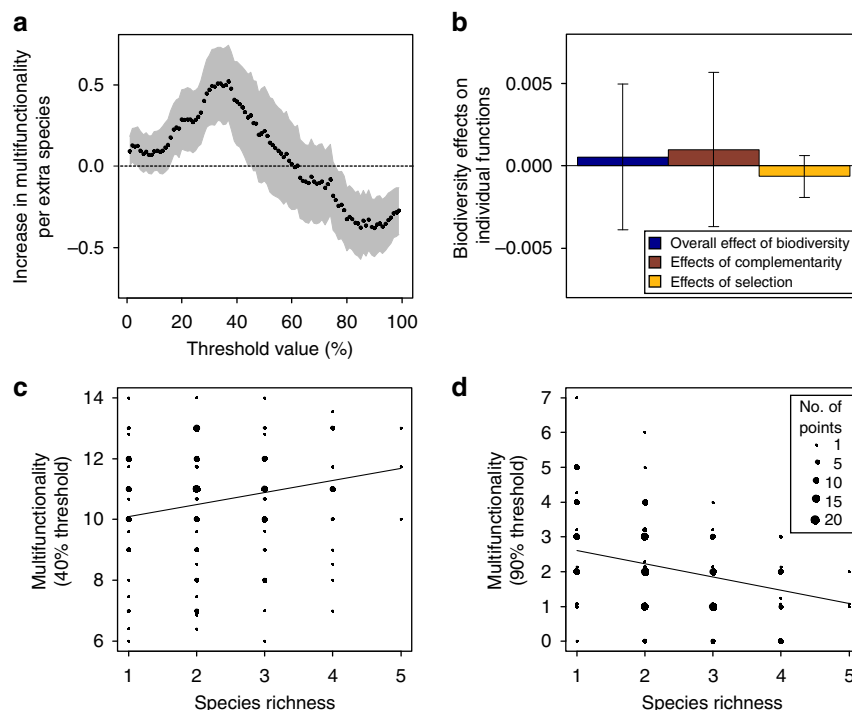 a
Increase in multifunctionality
per extra species
0.5
0.0
−0.5
0
20
40
60
80
100
Threshold value (%)
b
Biodiversity effects on
individual functions
0.005
0.000
−0.005
Overall effect of biodiversity
Effects of complementarity
Effects of selection
c
Multifunctionality
(40% threshold)
14
12
10
8
6
1
2
3
4
5
Species richness
d
Multifunctionality
(90% threshold)
7
6
5
4
3
2
1
0
No. of
points
1
5
10
15
20
1
2
3
4
5
Species richness